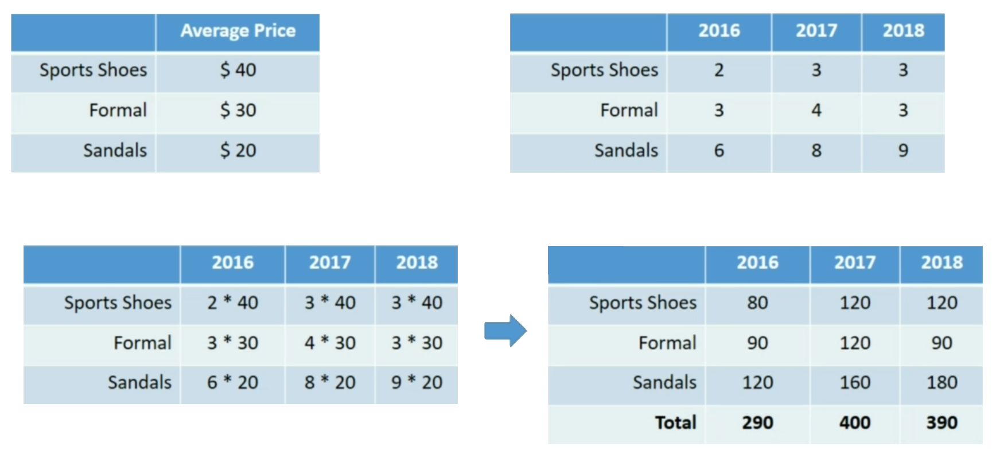 Average Price
Sports Shoes $ 40
Formal $ 30
Sandals $ 20
2016 2017 2018
Sports Shoes 2 3 3
Formal 3 4 3
Sandals 6 8 9
2016 2017 2018
Sports Shoes 2 * 40 3 * 40 3 * 40
Formal 3 * 30 4 * 30 3 * 30
Sandals 6 * 20 8 * 20 9 * 20
2016 2017 2018
Sports Shoes 80 120 120
Formal 90 120 90
Sandals 120 160 180
Total 290 400 390